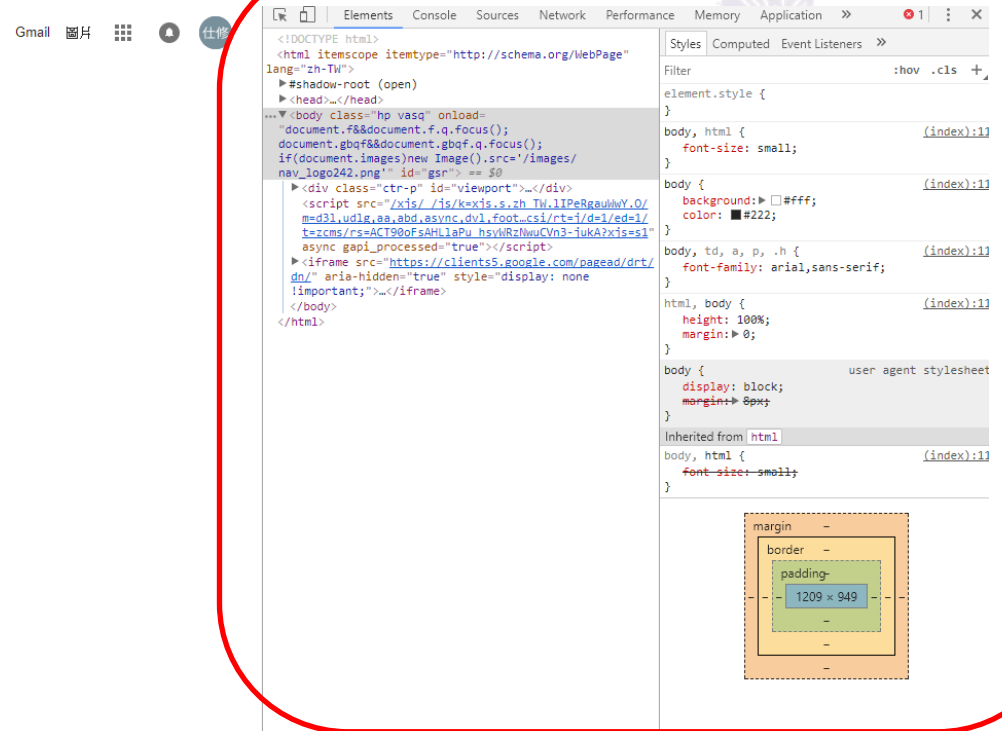 Gmail 圖片 仕修
Elements Console Sources Network Performance Memory Application » 1
<!DOCTYPE html>
<html itemscope itemtype="http://schema.org/WebPage"
lang="zh-TW">
▶#shadow-root (open)
▶<head>…</head>
…▼<body class="hp vasq" onload=
"document.f&&document.f.q.focus();
document.gbqf&&document.gbqf.q.focus();
if(document.images)new Image().src='/images/
nav_logo242.png'" id="gsr"> == $0
▶<div class="ctr-p" id="viewport">…</div>
<script src="/xjs/_/js/k=xjs.s.zh_TW.lIPeRgauWwY.O/
m=d3l,udlg,aa,abd,async,dvl,foot…csi/rt=j/d=1/ed=1/
t=zcms/rs=ACT90oFsAHLlaPu_hsyWRzNwuCVn3-jukA?xjs=s1"
async gapi_processed="true"></script>
▶<iframe src="https://clients5.google.com/pagead/drt/
dn/" aria-hidden="true" style="display: none
!important;">…</iframe>
</body>
</html>
Styles Computed Event Listeners »
Filter :hov .cls +
element.style {
}
body, html { (index):11
font-size: small;
}
body { (index):11
background:▶ #fff;
color: #222;
}
body, td, a, p, .h { (index):11
font-family: arial,sans-serif;
}
html, body { (index):11
height: 100%;
margin:▶ 0;
}
body { user agent stylesheet
display: block;
margin:▶ 8px;
}
Inherited from html
body, html { (index):11
font-size: small;
}
margin –
border –
padding–
– – – 1209 × 949 – – –
–
–
–